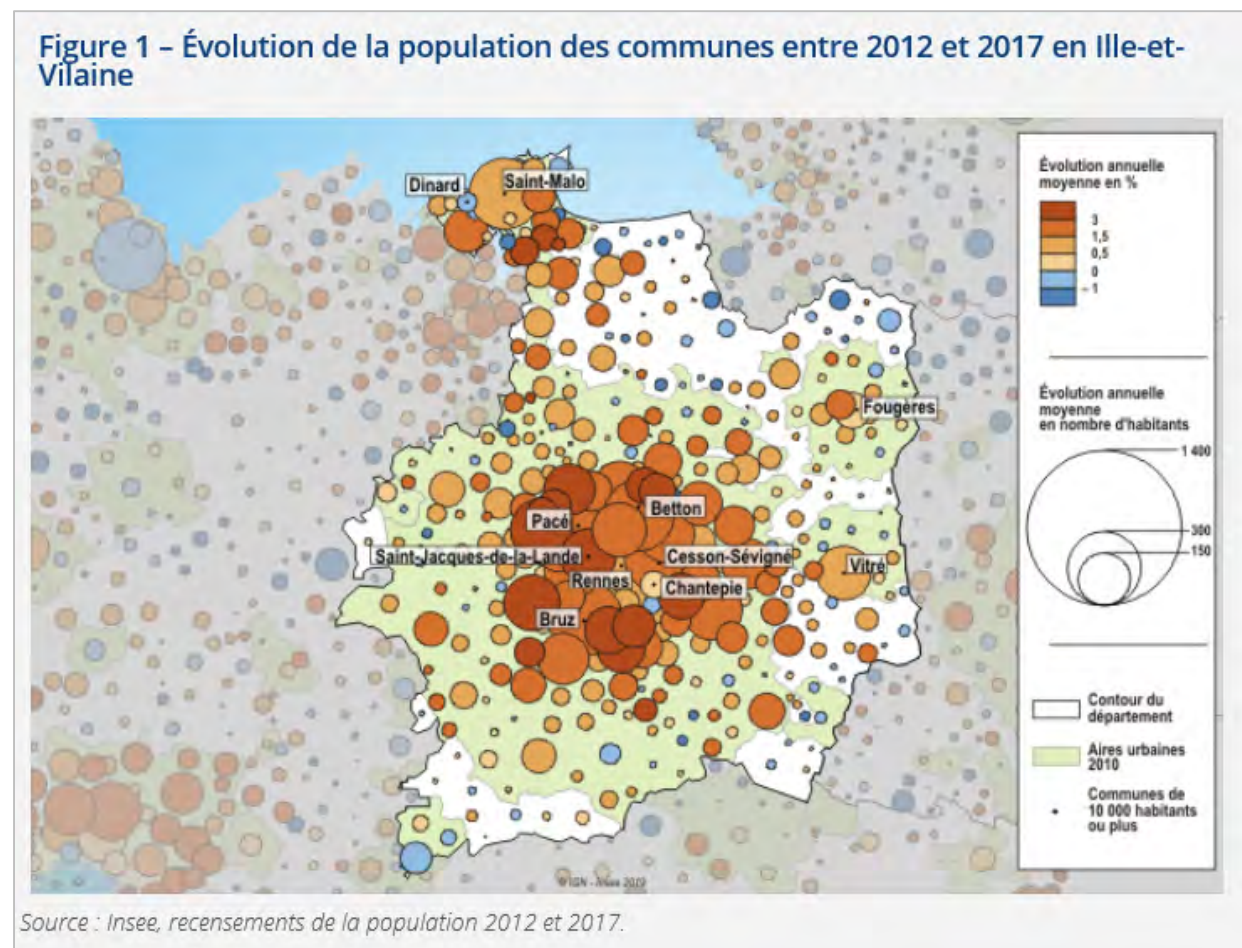 Figure 1 – Évolution de la population des communes entre 2012 et 2017 en Ille-et-
Vilaine
Dinard
Saint-Malo
Fougères
Betton
Pacé
Saint-Jacques-de-la-Lande
Cesson-Sévigné
Vitré
Rennes
Chantepie
Bruz
© IGN - Insee 2019
Évolution annuelle
moyenne en %
3
1,5
0,5
0
- 1
Évolution annuelle
moyenne
en nombre d'habitants
1 400
300
150
Contour du
département
Aires urbaines
2010
Communes de
10 000 habitants
ou plus
Source : Insee, recensements de la population 2012 et 2017.